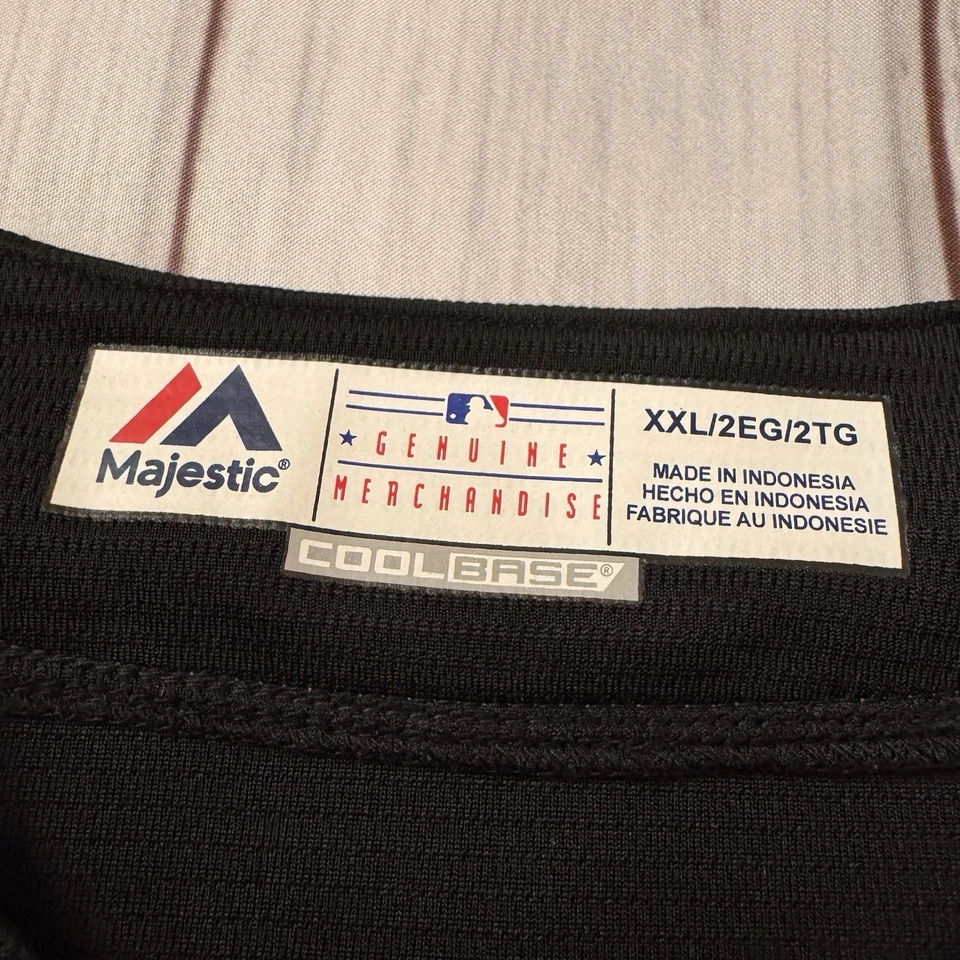 Majestic®
GENUINE
MERCHANDISE
XXL/2EG/2TG
MADE IN INDONESIA
HECHO EN INDONESIA
FABRIQUE AU INDONESIE
COOLBASE®